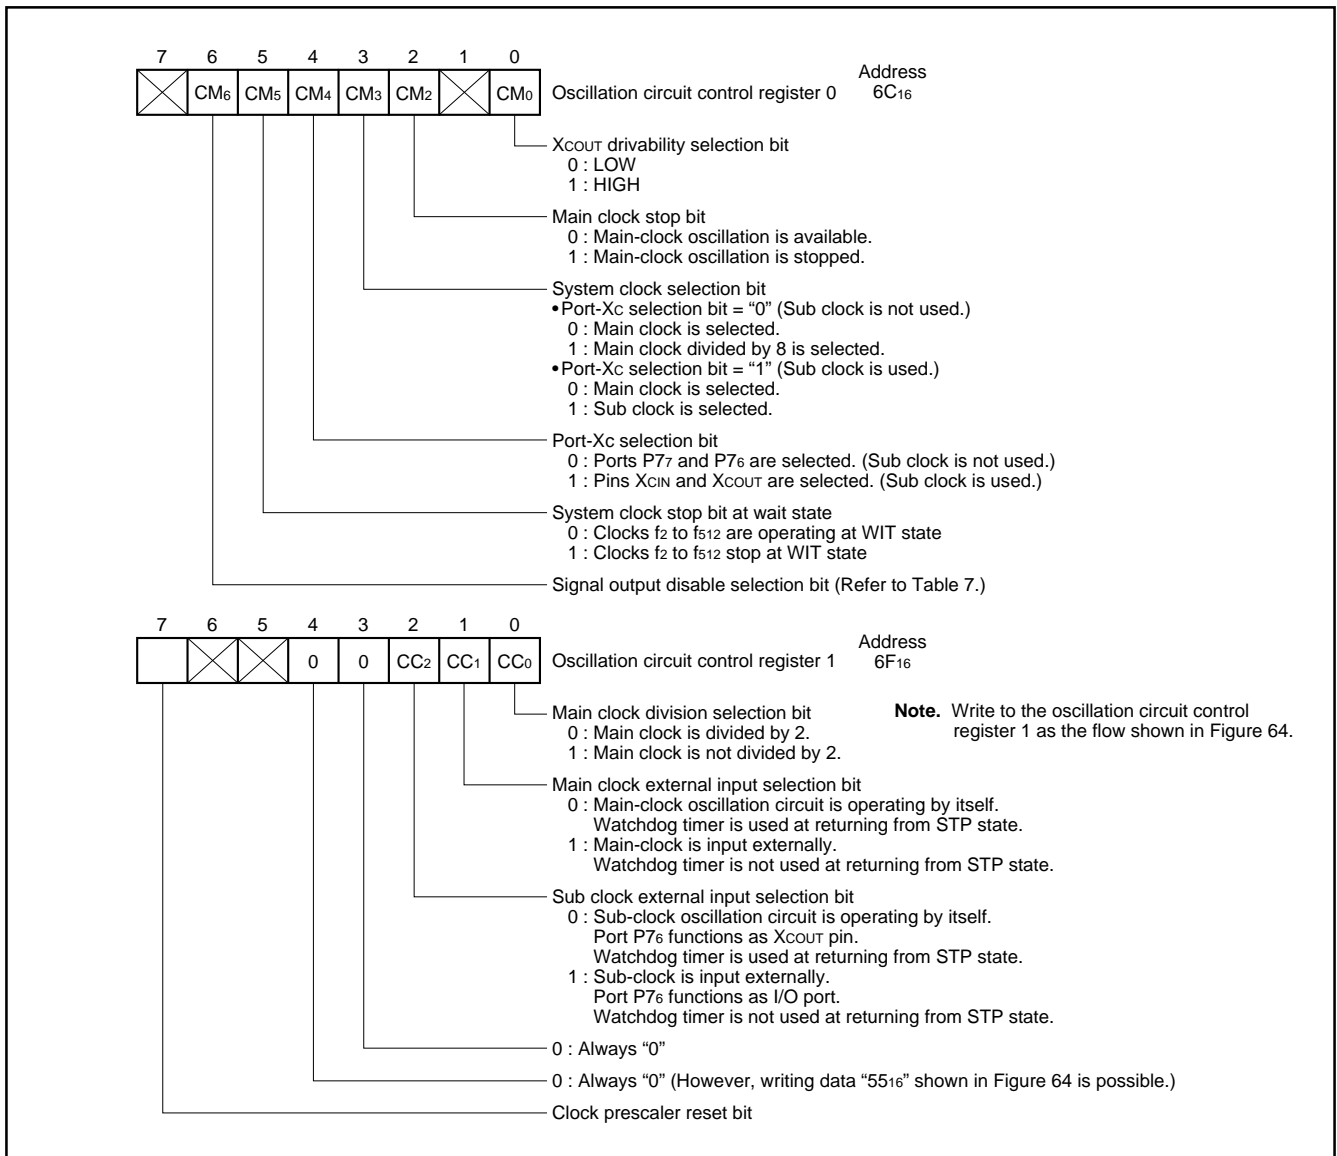 7 6 5 4 3 2 1 0
Address
CM6 CM5 CM4 CM3 CM2 CM0 Oscillation circuit control register 0 6C16
XCOUT drivability selection bit
0 : LOW
1 : HIGH
Main clock stop bit
0 : Main-clock oscillation is available.
1 : Main-clock oscillation is stopped.
System clock selection bit
•Port-XC selection bit = “0” (Sub clock is not used.)
0 : Main clock is selected.
1 : Main clock divided by 8 is selected.
•Port-XC selection bit = “1” (Sub clock is used.)
0 : Main clock is selected.
1 : Sub clock is selected.
Port-Xc selection bit
0 : Ports P77 and P76 are selected. (Sub clock is not used.)
1 : Pins XCIN and XCOUT are selected. (Sub clock is used.)
System clock stop bit at wait state
0 : Clocks f2 to f512 are operating at WIT state
1 : Clocks f2 to f512 stop at WIT state
Signal output disable selection bit (Refer to Table 7.)
7 6 5 4 3 2 1 0
Address
0 0 CC2 CC1 CC0 Oscillation circuit control register 1 6F16
Main clock division selection bit
0 : Main clock is divided by 2.
1 : Main clock is not divided by 2.
Note. Write to the oscillation circuit control
register 1 as the flow shown in Figure 64.
Main clock external input selection bit
0 : Main-clock oscillation circuit is operating by itself.
Watchdog timer is used at returning from STP state.
1 : Main-clock is input externally.
Watchdog timer is not used at returning from STP state.
Sub clock external input selection bit
0 : Sub-clock oscillation circuit is operating by itself.
Port P76 functions as XCOUT pin.
Watchdog timer is used at returning from STP state.
1 : Sub-clock is input externally.
Port P76 functions as I/O port.
Watchdog timer is not used at returning from STP state.
0 : Always “0”
0 : Always “0” (However, writing data “5516” shown in Figure 64 is possible.)
Clock prescaler reset bit